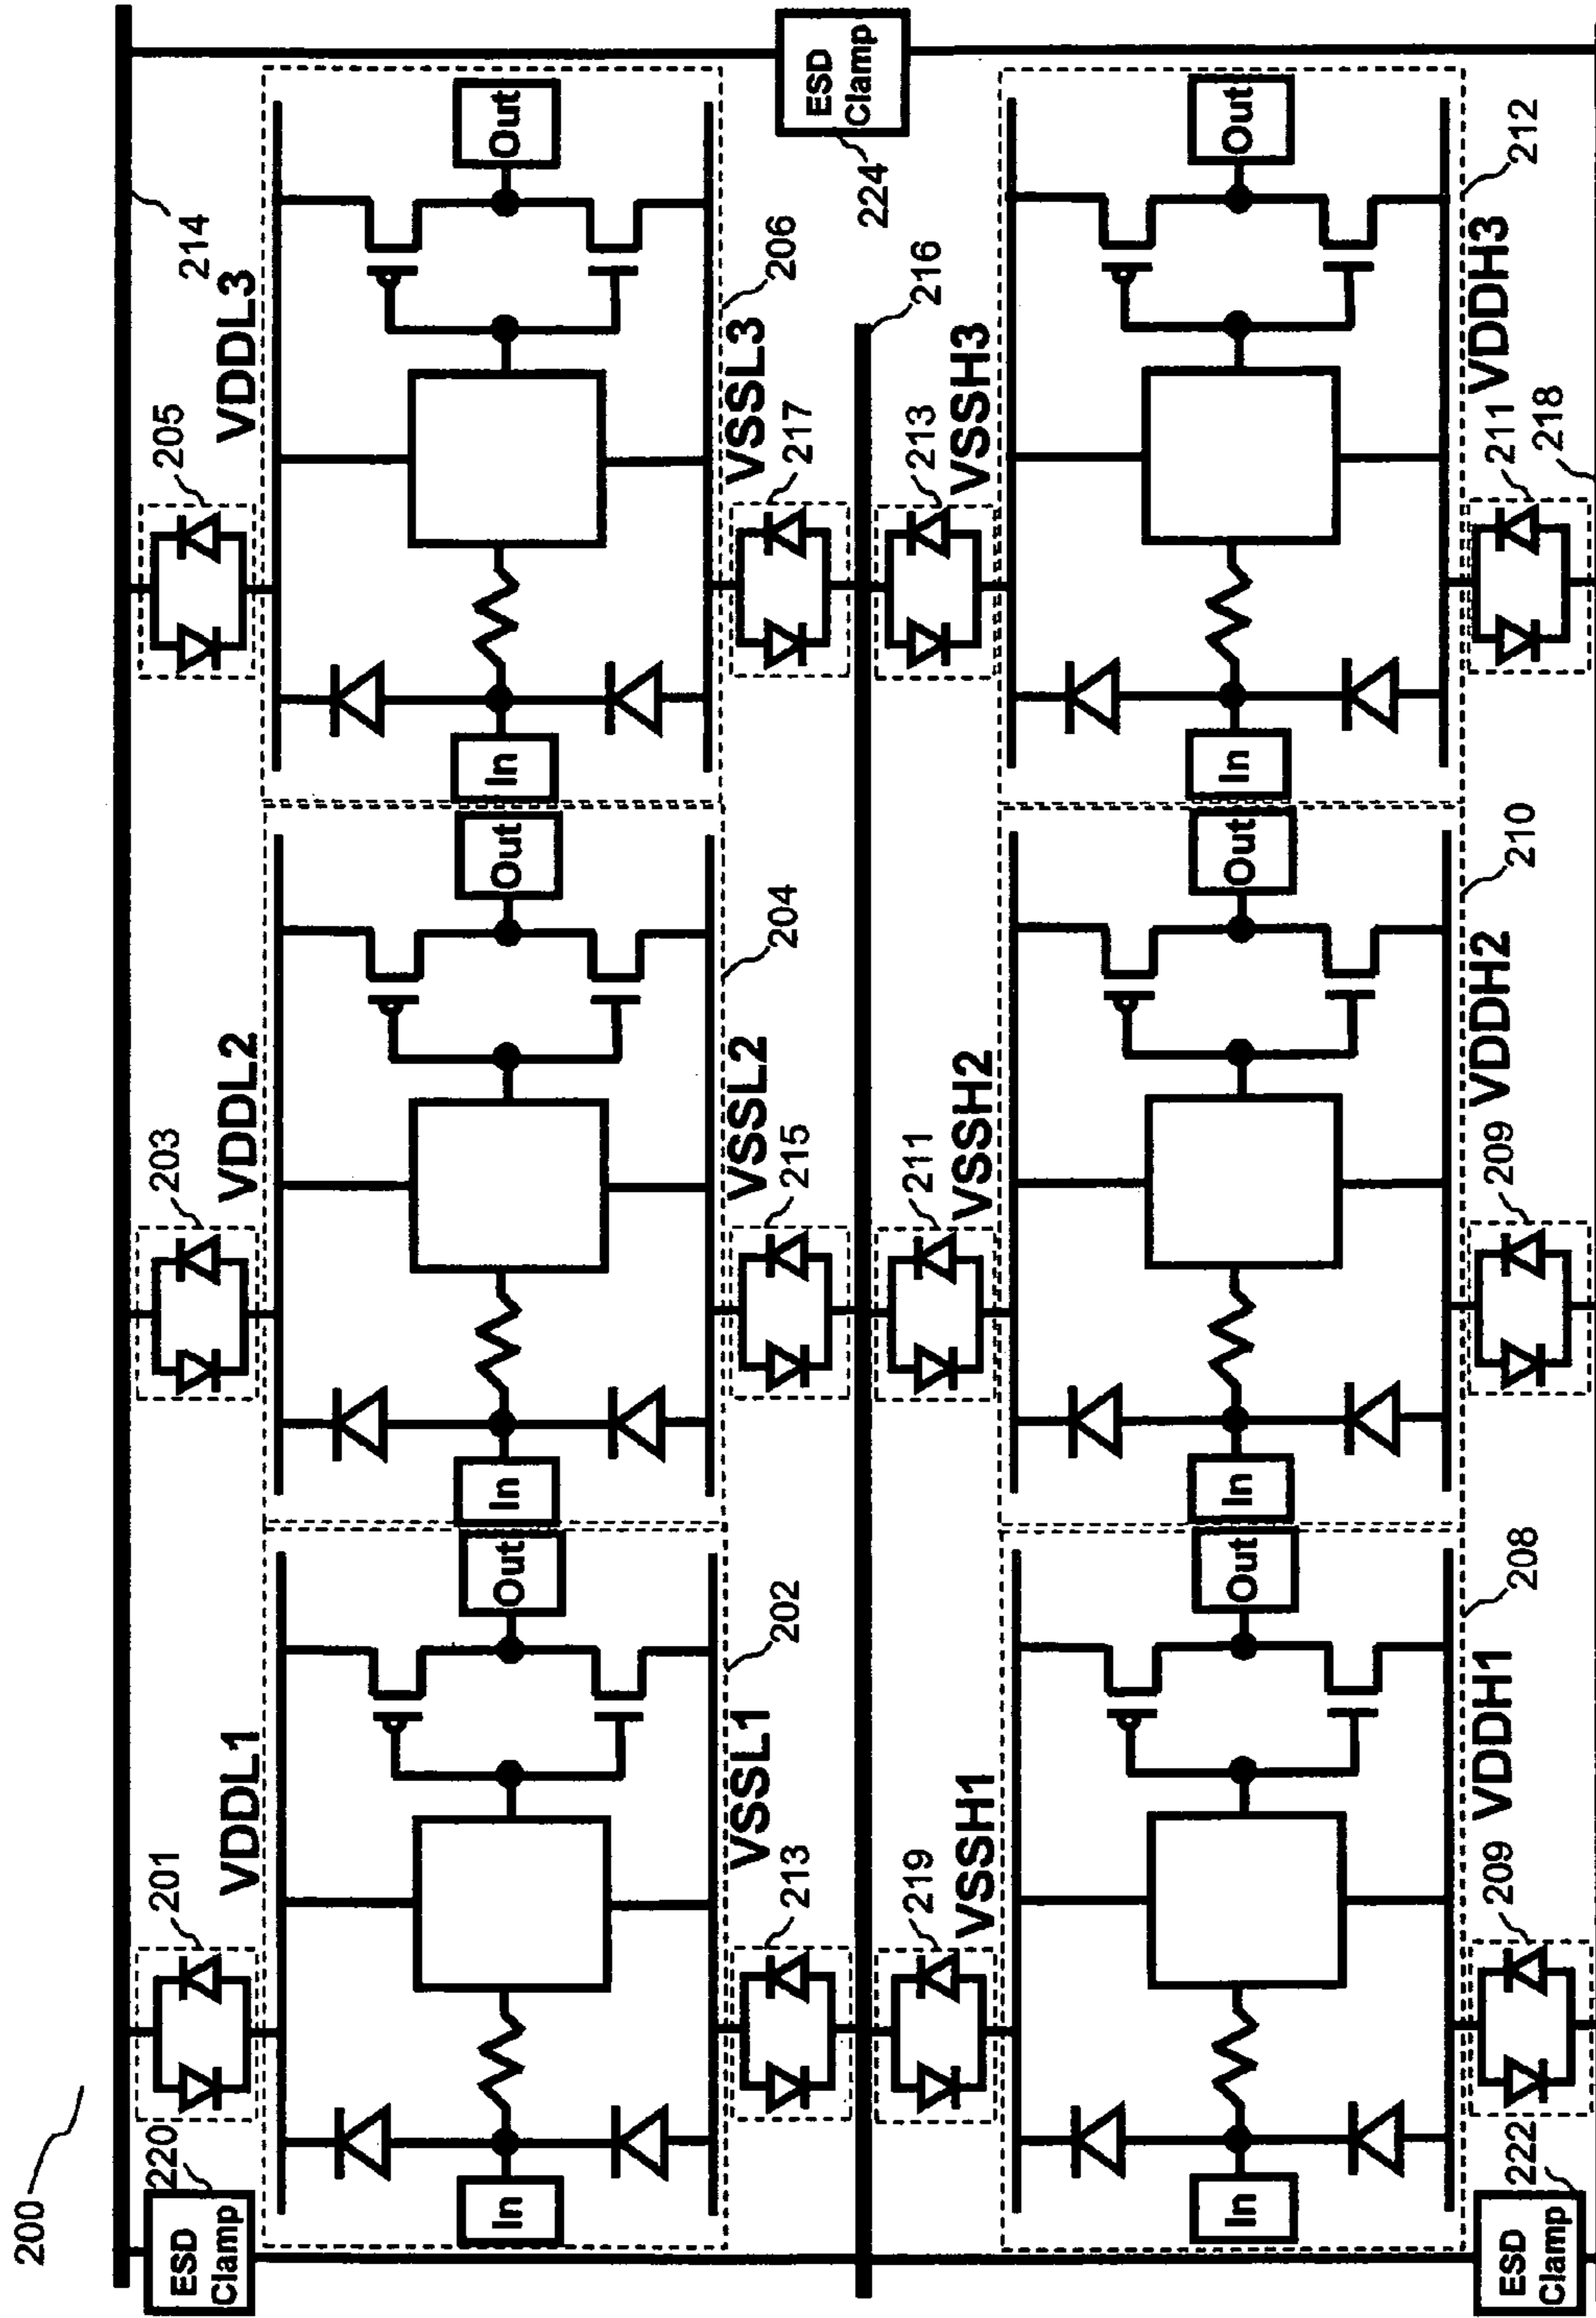 200
214
201
203
205
220
ESD
Clamp
VDDL1
VDDL2
VDDL3
In
Out
In
Out
In
Out
202
204
206
VSSL1
VSSL2
VSSL3
213
215
217
ESD
Clamp
224
216
219
211
213
VSSH1
VSSH2
VSSH3
In
Out
In
Out
In
Out
208
210
212
VDDH1
VDDH2
VDDH3
222
209
209
211
218
ESD
Clamp